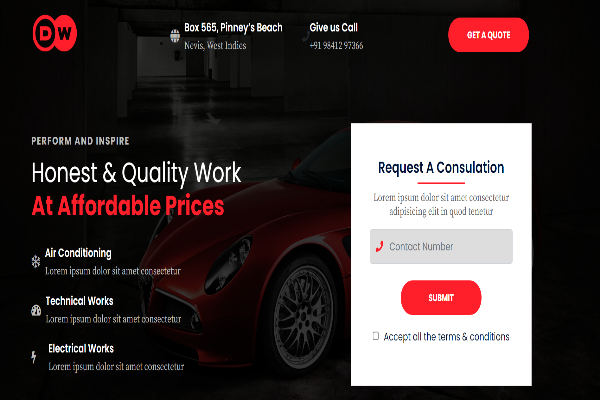 DW
Box 565, Pinney's Beach
Nevis, West Indies
Give us Call
+91 98412 97366
GET A QUOTE
PERFORM AND INSPIRE
Honest & Quality Work
At Affordable Prices
Air Conditioning
Lorem ipsum dolor sit amet consectetur
Technical Works
Lorem ipsum dolor sit amet consectetur
Electrical Works
Lorem ipsum dolor sit amet consectetur
Request A Consulation
Lorem ipsum dolor sit amet consectetur
adipisicing elit in quod tenetur
Contact Number
SUBMIT
Accept all the terms & conditions